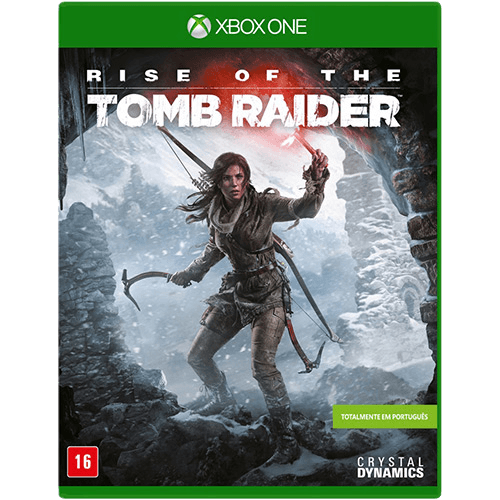 XBOX ONE
RISE OF THE
TOMB RAIDER
TOTALMENTE EM PORTUGUÊS
16
CRYSTAL
DYNAMICS